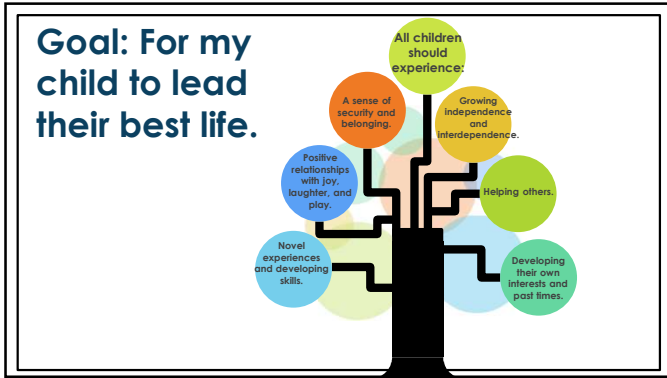 Goal: For my
child to lead
their best life.
All children
should
experience:
A sense of
security and
belonging.
Growing
independence
and
interdependence.
Positive
relationships
with joy,
laughter, and
play.
Helping others.
Novel
experiences
and developing
skills.
Developing
their own
interests and
past times.